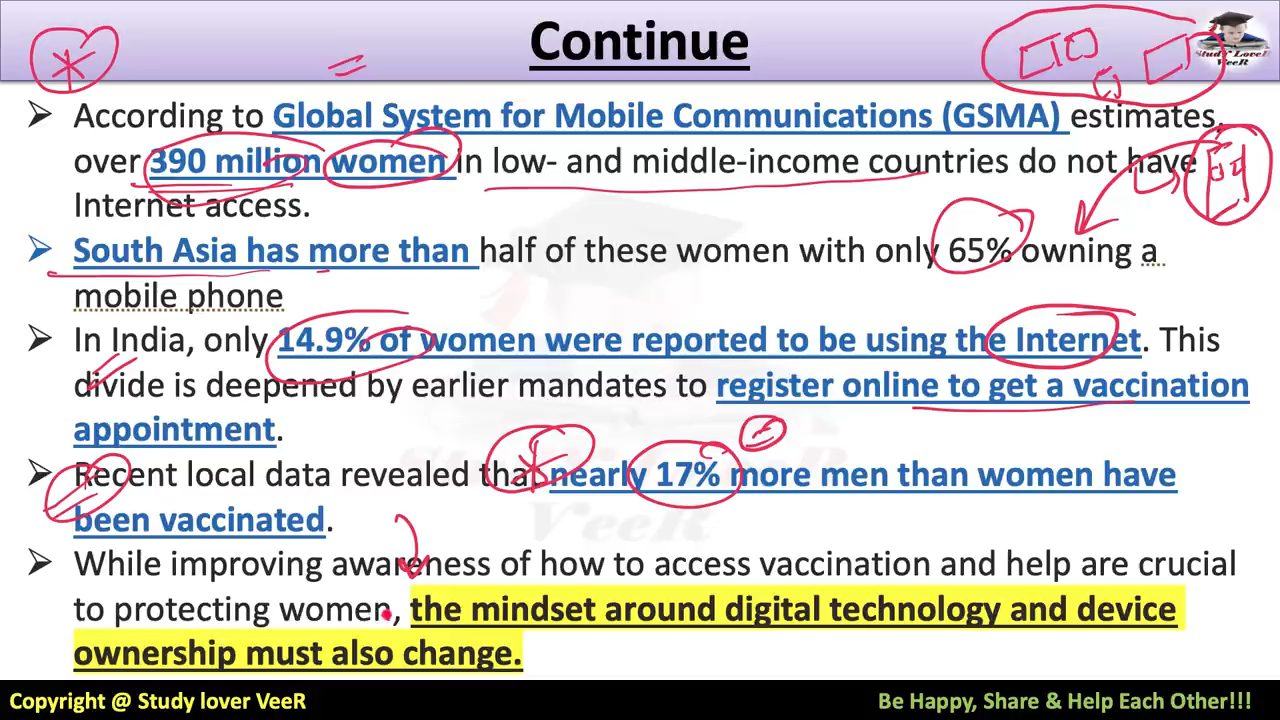 Continue
Study LoveR
VeeR
➢ According to Global System for Mobile Communications (GSMA) estimates,
over 390 million women in low- and middle-income countries do not have
Internet access.
➢ South Asia has more than half of these women with only 65% owning a
mobile phone
➢ In India, only 14.9% of women were reported to be using the Internet. This
divide is deepened by earlier mandates to register online to get a vaccination
appointment.
➢ Recent local data revealed that nearly 17% more men than women have
been vaccinated.
➢ While improving awareness of how to access vaccination and help are crucial
to protecting women, the mindset around digital technology and device
ownership must also change.
Study LoveR
VeeR
Copyright @ Study lover VeeR
Be Happy, Share & Help Each Other!!!